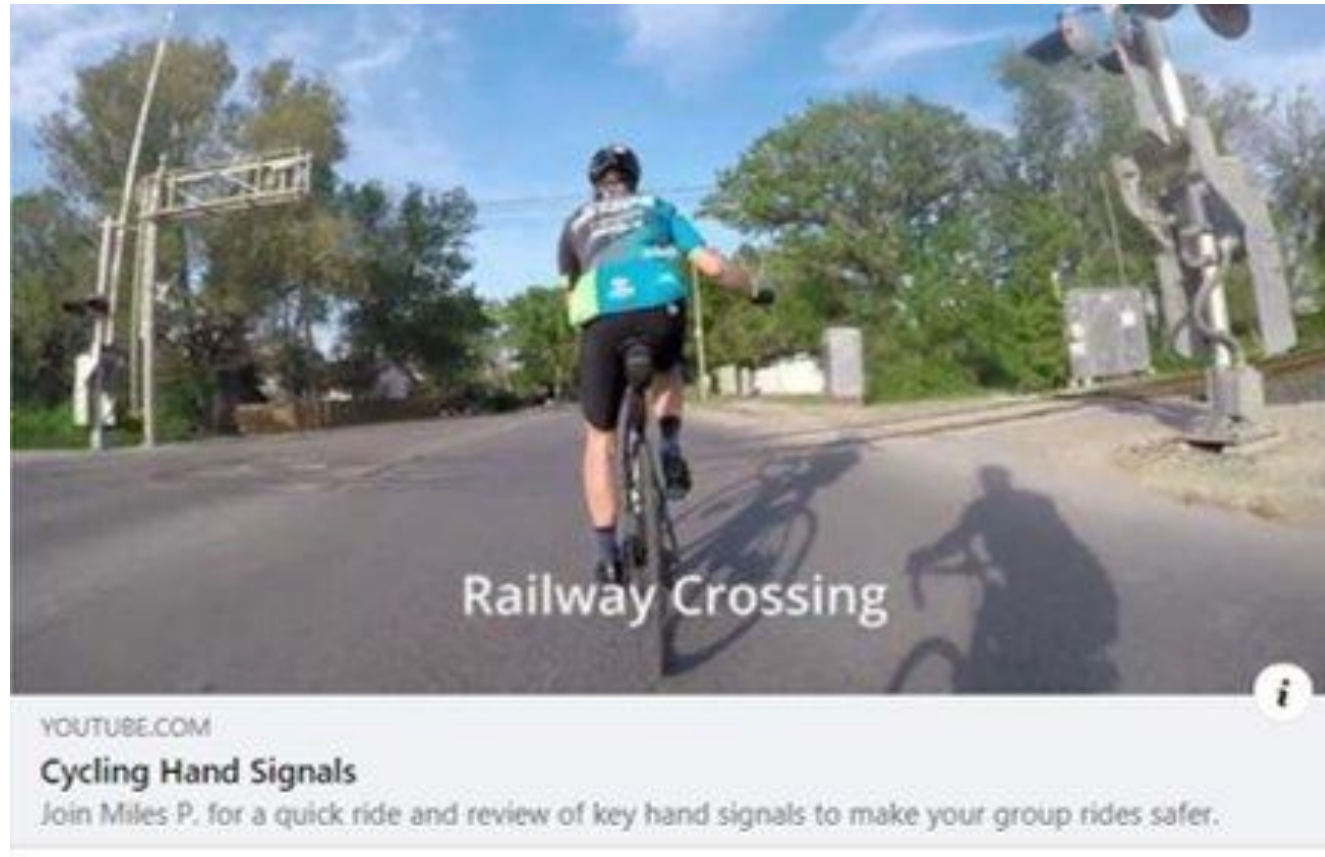 Railway Crossing
i
YOUTUBE.COM
Cycling Hand Signals
Join Miles P. for a quick ride and review of key hand signals to make your group rides safer.